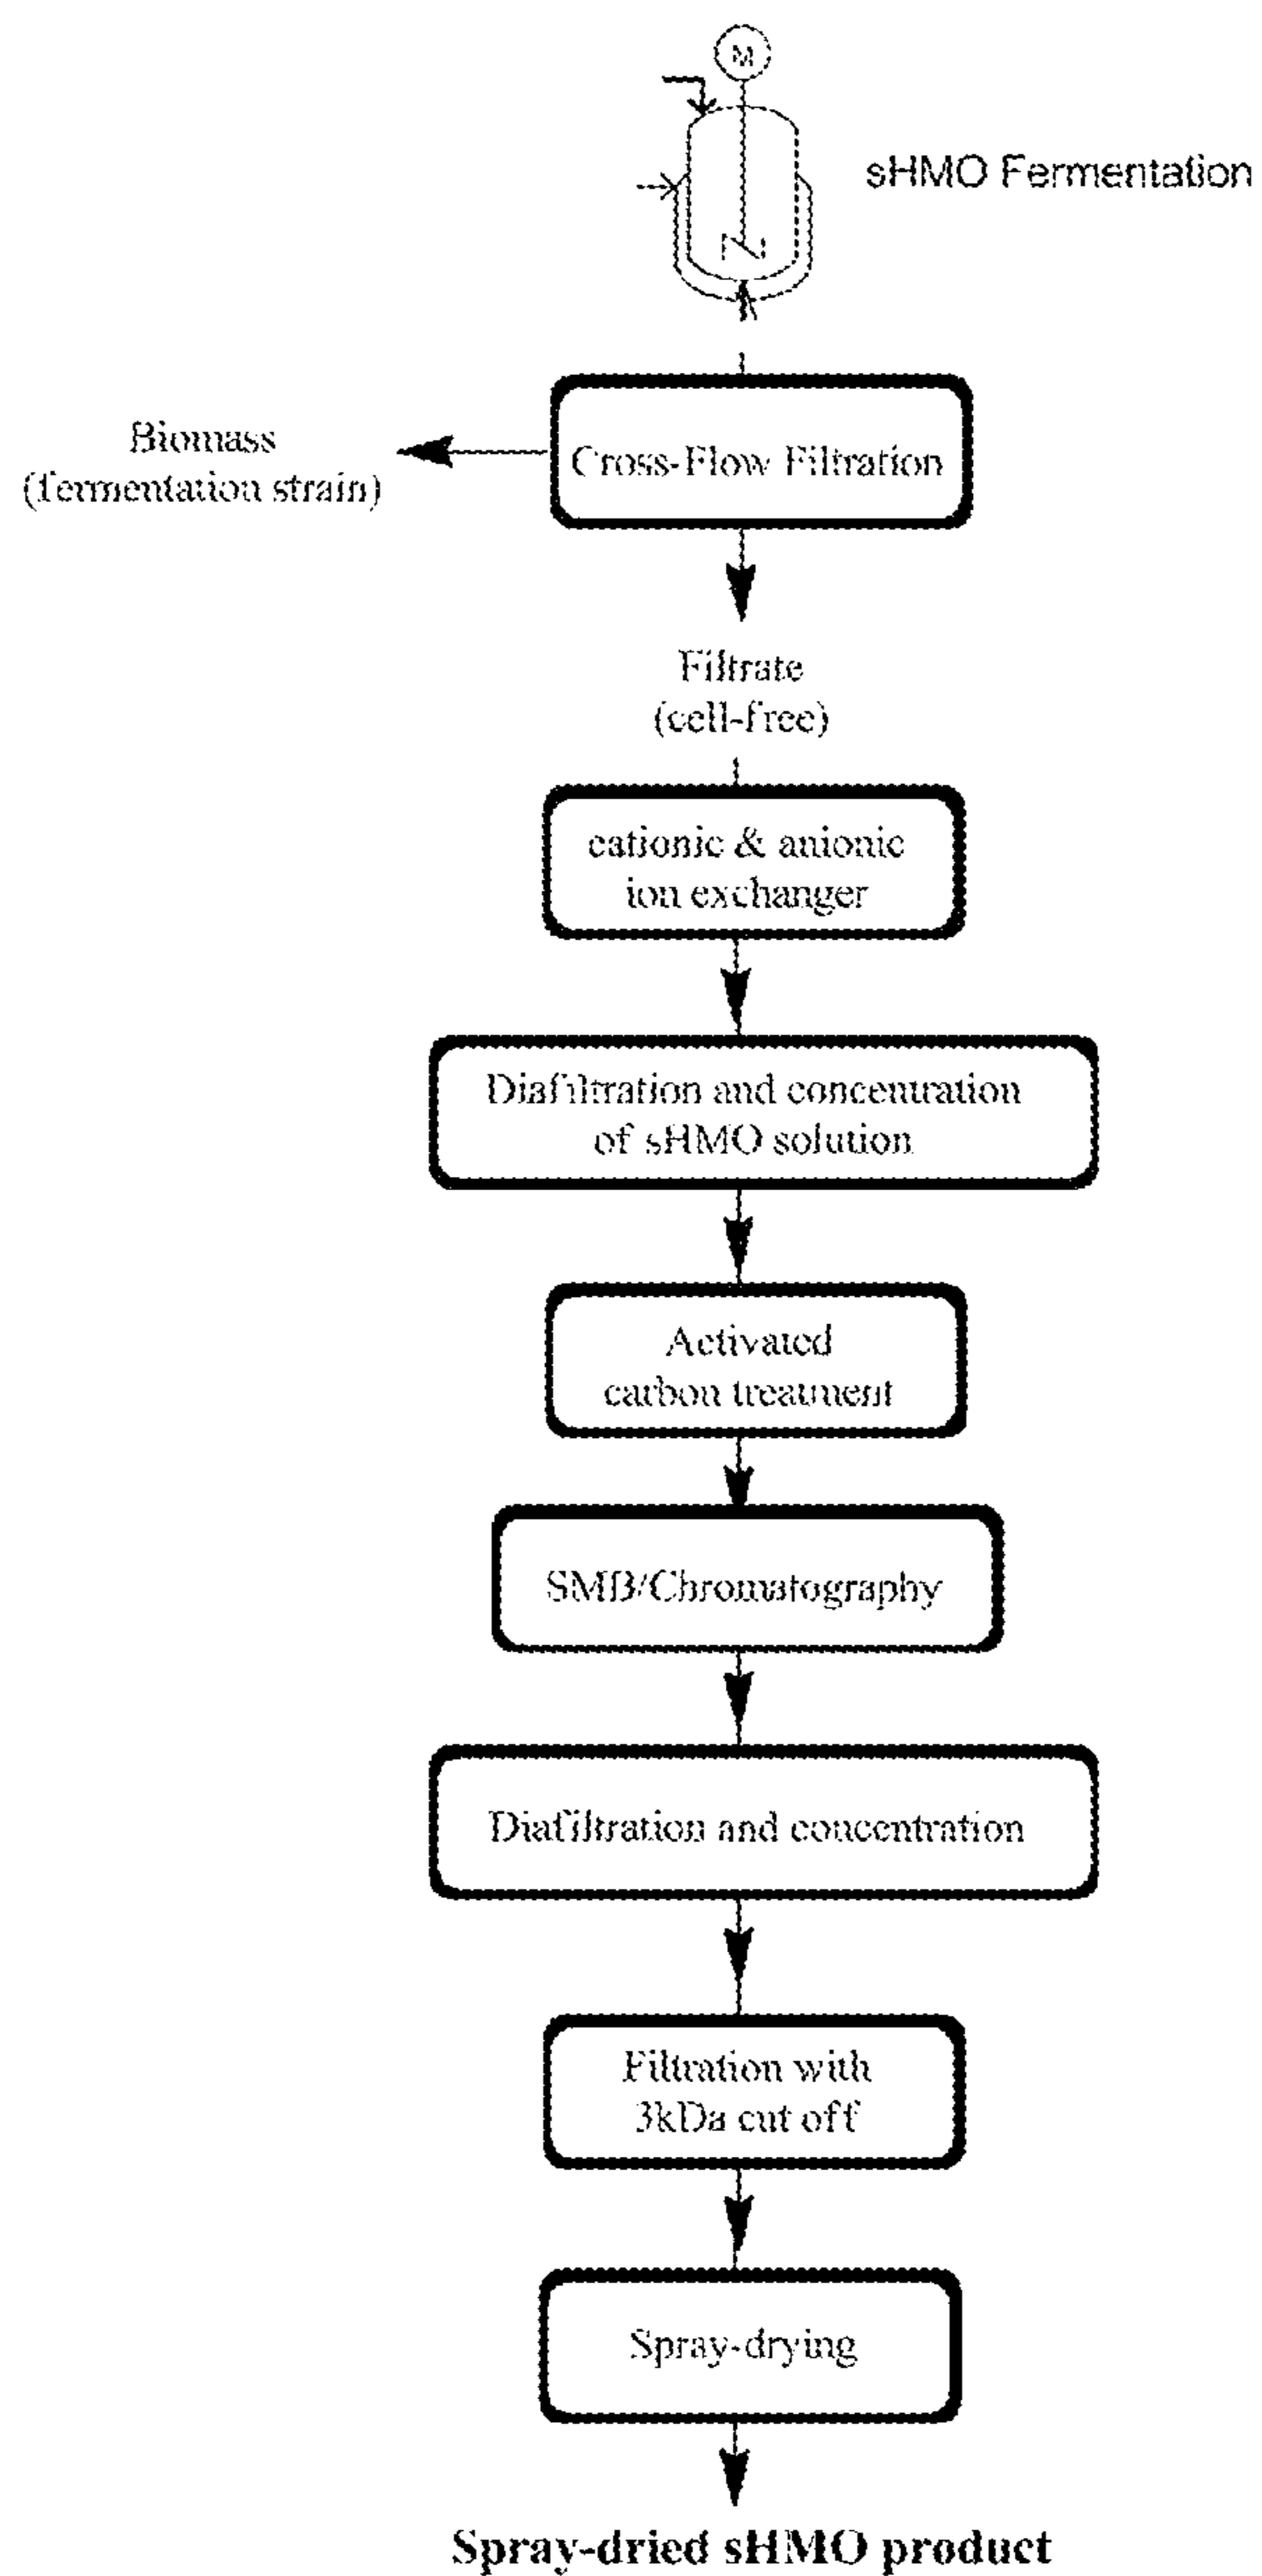 M
sHMO Fermentation
Cross-Flow Filtration
Biomass
(fermentation strain)
Filtrate
(cell-free)
cationic & anionic
ion exchanger
Diafiltration and concentration
of sHMO solution
Activated
carbon treatment
SMB/Chromatography
Diafiltration and concentration
Filtration with
3kDa cut off
Spray-drying
Spray-dried sHMO product